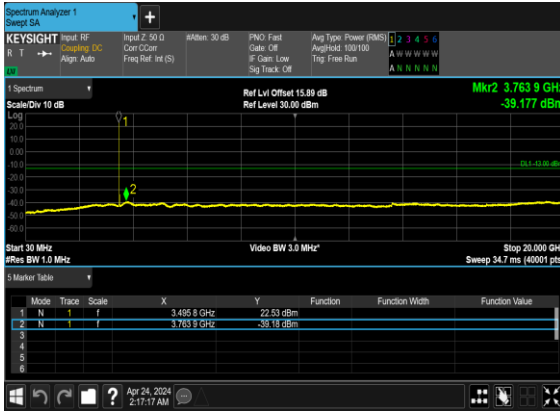 Spectrum Analyzer 1
Swept SA
+
KEYSIGHT
R T
Input: RF
Coupling: DC
Align: Auto
Input Z: 50 Ω
Corr CCorr
Freq Ref: Int (S)
#Atten: 30 dB
PNO: Fast
Gate: Off
IF Gain: Low
Sig Track: Off
Avg Type: Power (RMS)
Avg|Hold: 100/100
Trig: Free Run
1 2 3 4 5 6
A W W W W W
A N N N N N
1 Spectrum
Scale/Div 10 dB
Ref Lvl Offset 15.89 dB
Ref Level 30.00 dBm
Mkr2 3.763 9 GHz
-39.177 dBm
Log
20.0
10.0
0.00
-10.0
-20.0
-30.0
-40.0
-50.0
-60.0
1
2
DL1 -13.00 dBm
Start 30 MHz
#Res BW 1.0 MHz
Video BW 3.0 MHz*
Stop 20.000 GH
Sweep 34.7 ms (40001 pts
5 Marker Table
Mode Trace Scale X Y Function Function Width Function Value
1 N 1 f 3.495 8 GHz 22.53 dBm
2 N 1 f 3.763 9 GHz -39.18 dBm
3
4
5
6
?
Apr 24, 2024
2:17:17 AM